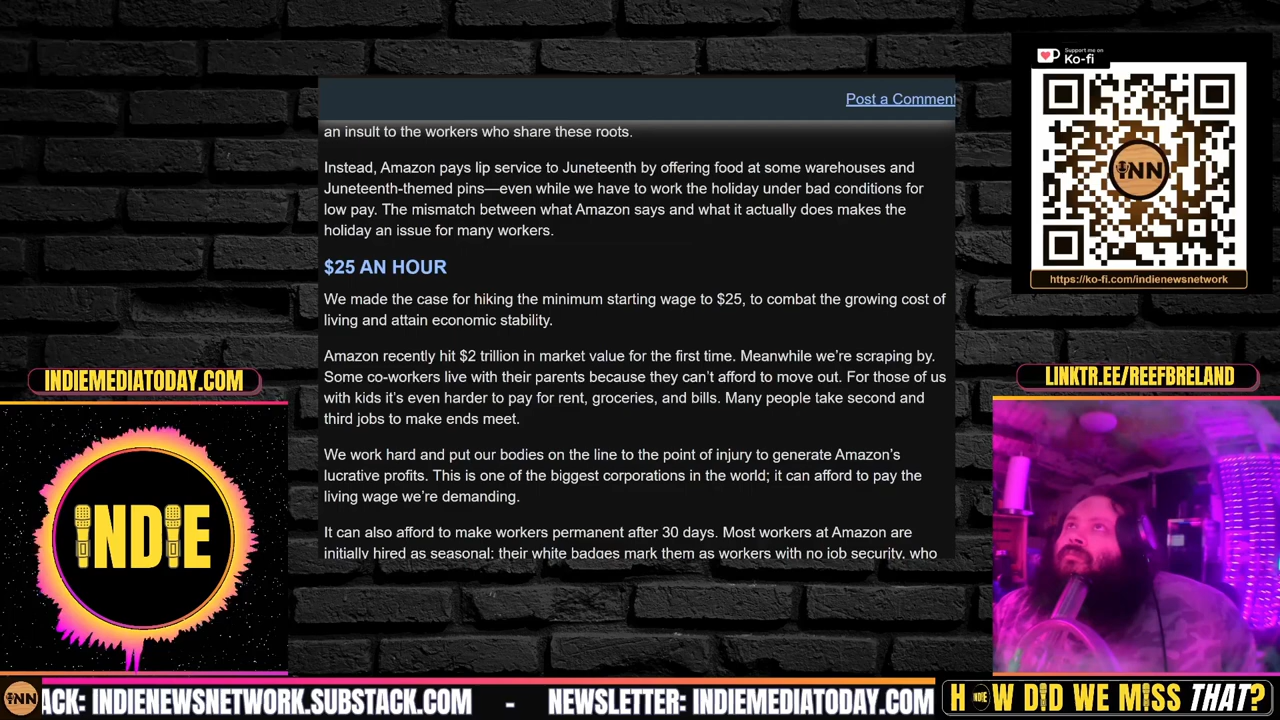 Support me on
Ko-fi
Post a Comment
an insult to the workers who share these roots.
Instead, Amazon pays lip service to Juneteenth by offering food at some warehouses and
Juneteenth-themed pins—even while we have to work the holiday under bad conditions for
low pay. The mismatch between what Amazon says and what it actually does makes the
holiday an issue for many workers.
$25 AN HOUR
We made the case for hiking the minimum starting wage to $25, to combat the growing cost of
living and attain economic stability.
Amazon recently hit $2 trillion in market value for the first time. Meanwhile we’re scraping by.
Some co-workers live with their parents because they can’t afford to move out. For those of us
with kids it’s even harder to pay for rent, groceries, and bills. Many people take second and
third jobs to make ends meet.
We work hard and put our bodies on the line to the point of injury to generate Amazon’s
lucrative profits. This is one of the biggest corporations in the world; it can afford to pay the
living wage we’re demanding.
It can also afford to make workers permanent after 30 days. Most workers at Amazon are
initially hired as seasonal; their white badges mark them as workers with no job security, who
INN
https://ko-fi.com/indienewsnetwork
INDIEMEDIATODAY.COM
INDIE
LINKTR.EE/REEFBRELAND
INN
ACK: INDIENEWSNETWORK.SUBSTACK.COM - NEWSLETTER: INDIEMEDIATODAY.COM
HOW DID WE MISS THAT?
INDIE